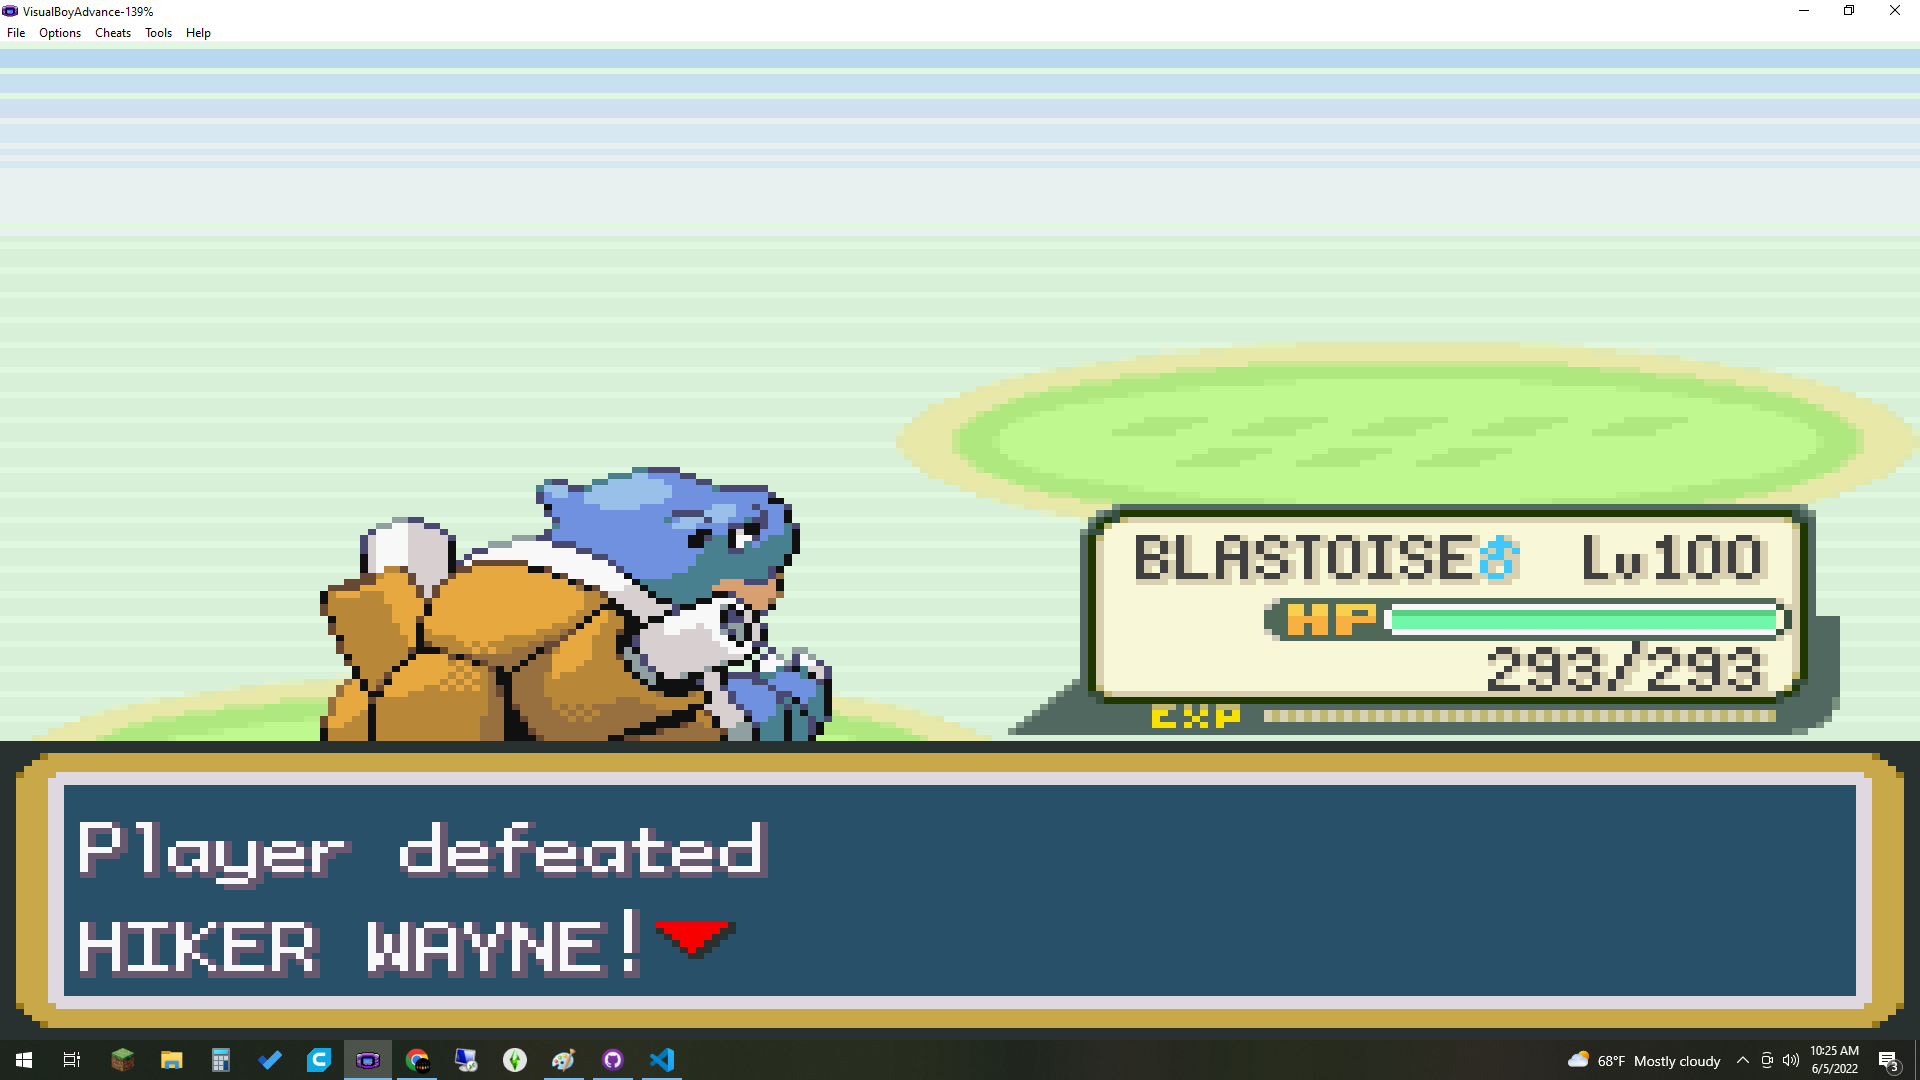 VisualBoyAdvance-139%
File Options Cheats Tools Help
BLASTOISE♂ Lv100
HP
293/293
EXP
Player defeated
HIKER WAYNE!
68°F Mostly cloudy
10:25 AM
6/5/2022
3